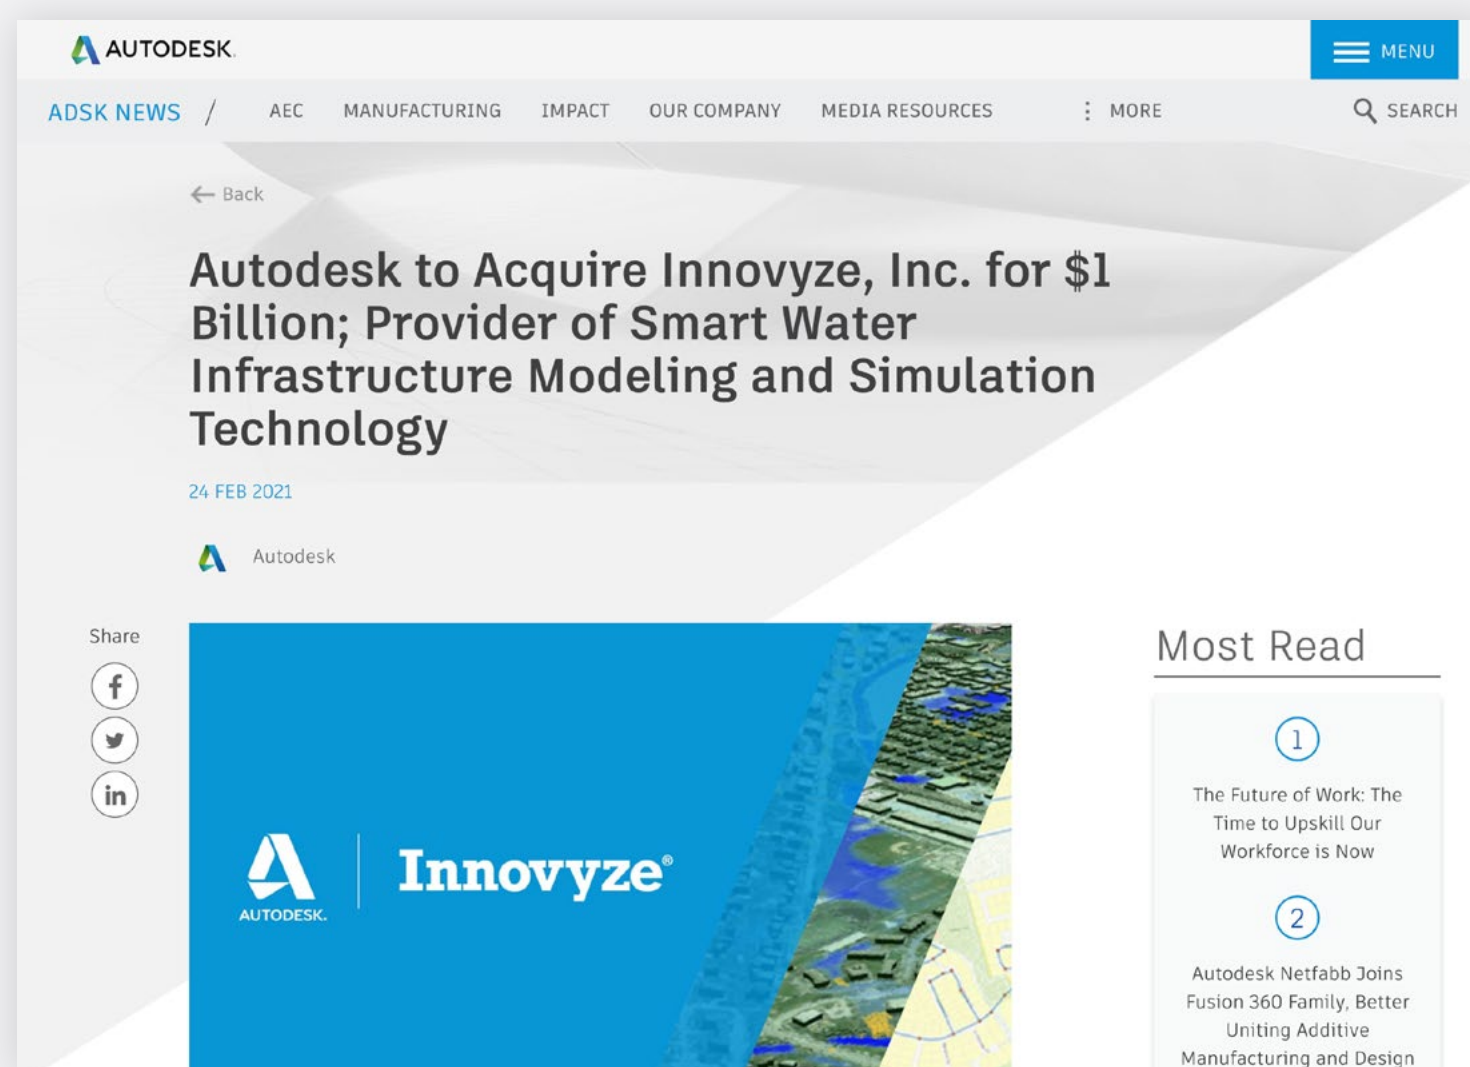 AUTODESK.
MENU
ADSK NEWS / AEC MANUFACTURING IMPACT OUR COMPANY MEDIA RESOURCES ⋮ MORE SEARCH
← Back
Autodesk to Acquire Innovyze, Inc. for $1
Billion; Provider of Smart Water
Infrastructure Modeling and Simulation
Technology
24 FEB 2021
Autodesk
Share
f
in
AUTODESK.
Innovyze®
Most Read
1
The Future of Work: The
Time to Upskill Our
Workforce is Now
2
Autodesk Netfabb Joins
Fusion 360 Family, Better
Uniting Additive
Manufacturing and Design